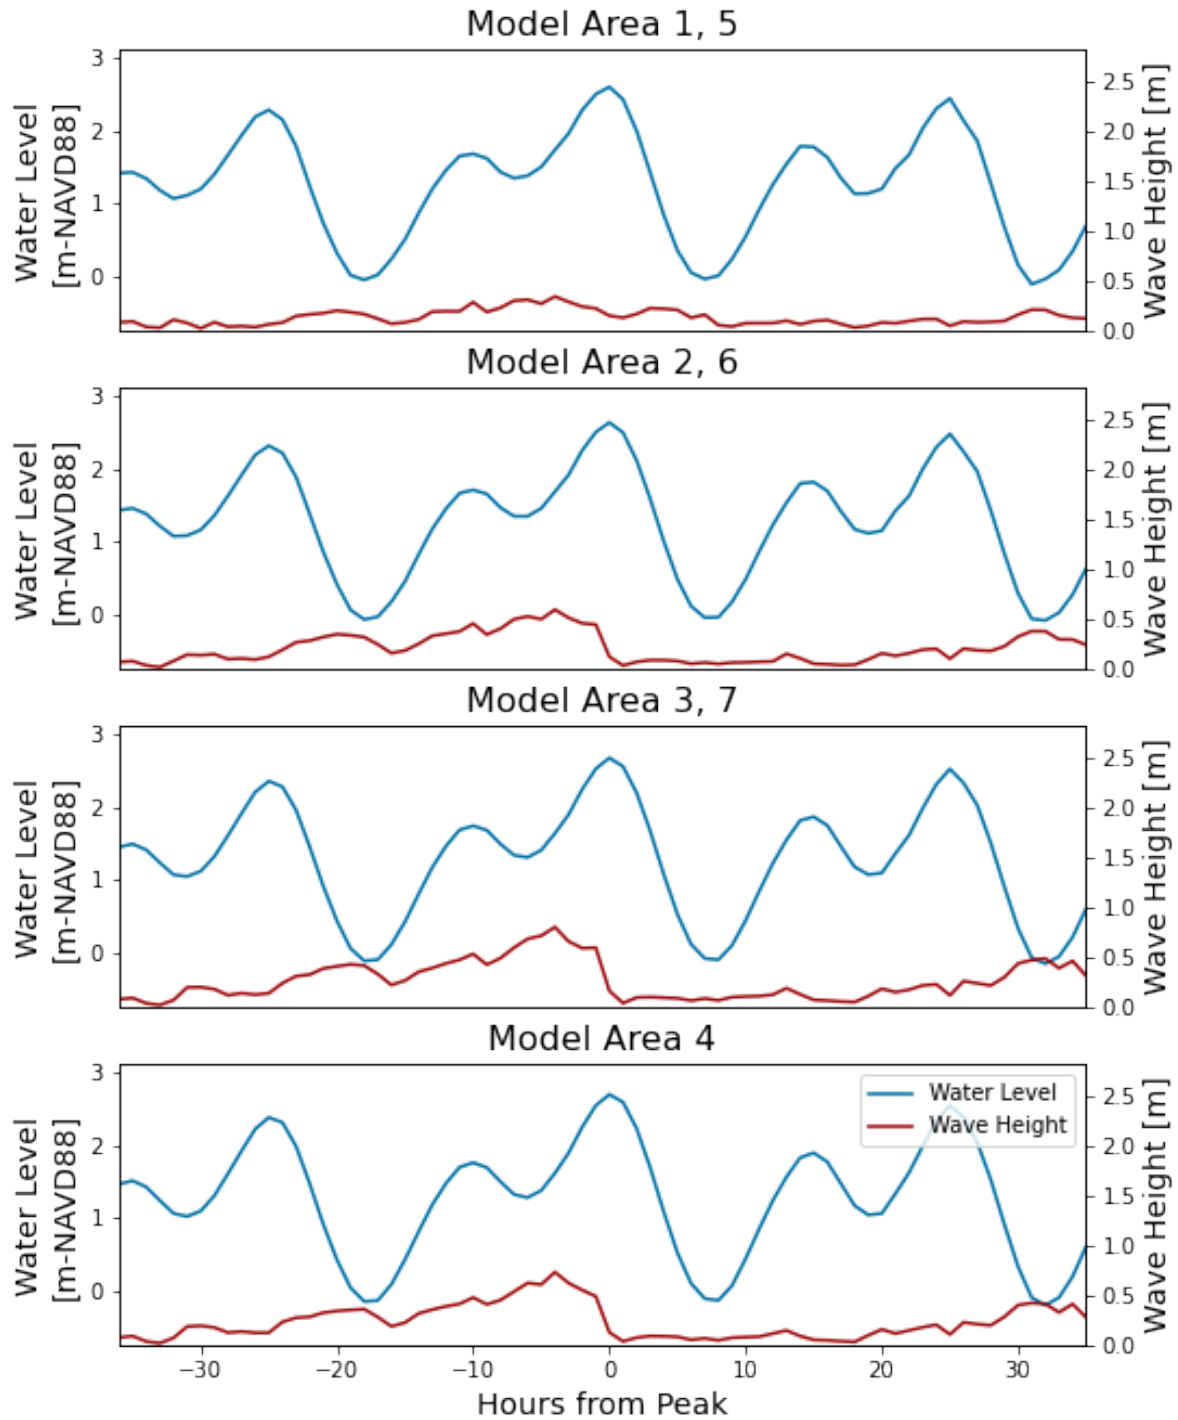 Model Area 1, 5
3
2
1
0
Water Level
[m-NAVD88]
2.5
2.0
1.5
1.0
0.5
0.0
Wave Height [m]
Model Area 2, 6
3
2
1
0
Water Level
[m-NAVD88]
2.5
2.0
1.5
1.0
0.5
0.0
Wave Height [m]
Model Area 3, 7
3
2
1
0
Water Level
[m-NAVD88]
2.5
2.0
1.5
1.0
0.5
0.0
Wave Height [m]
Model Area 4
3
2
1
0
Water Level
[m-NAVD88]
Water Level
Wave Height
2.5
2.0
1.5
1.0
0.5
0.0
Wave Height [m]
−30 −20 −10 0 10 20 30
Hours from Peak